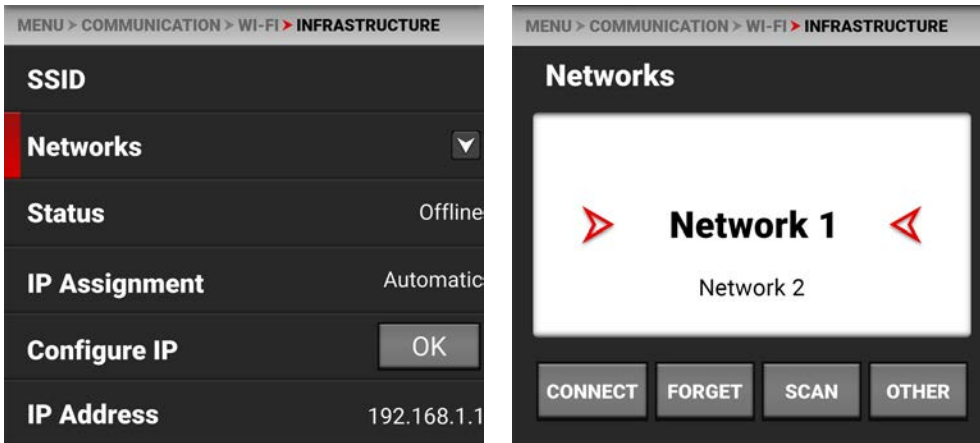 MENU > COMMUNICATION > WI-FI > INFRASTRUCTURE
SSID
Networks
Status Offline
IP Assignment Automatic
Configure IP OK
IP Address 192.168.1.1
MENU > COMMUNICATION > WI-FI > INFRASTRUCTURE
Networks
Network 1
Network 2
CONNECT FORGET SCAN OTHER